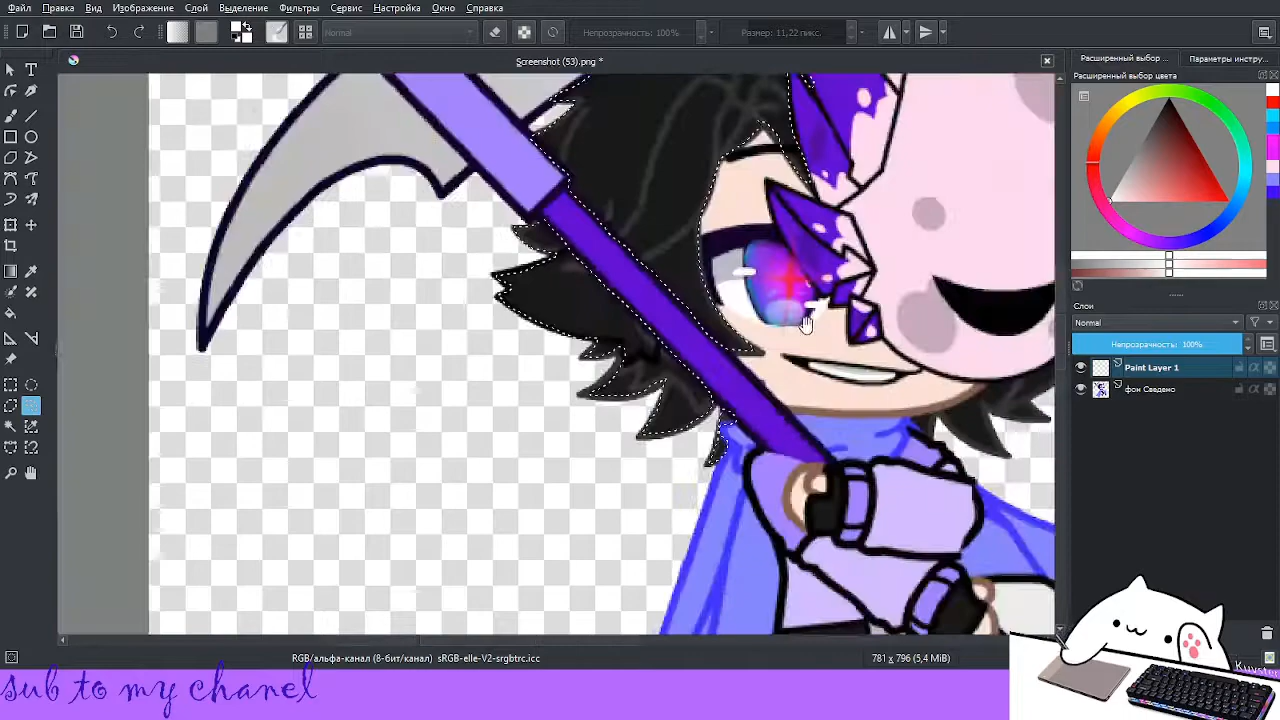 Файл Правка Вид Изображение Слой Выделение Фильтры Сервис Настройка Окно Справка
Normal Непрозрачность: 100% Размер: 11,22 пикс.
Screenshot (53).png *
Расширенный выбор ... Параметры инстру...
Расширенный выбор цвета
Слои
Normal
Непрозрачность: 100%
Paint Layer 1
фон Сведено
RGB/альфа-канал (8-бит/канал) sRGB-elle-V2-srgbtrc.icc 781 x 796 (5,4 MiB)
sub to my chanel